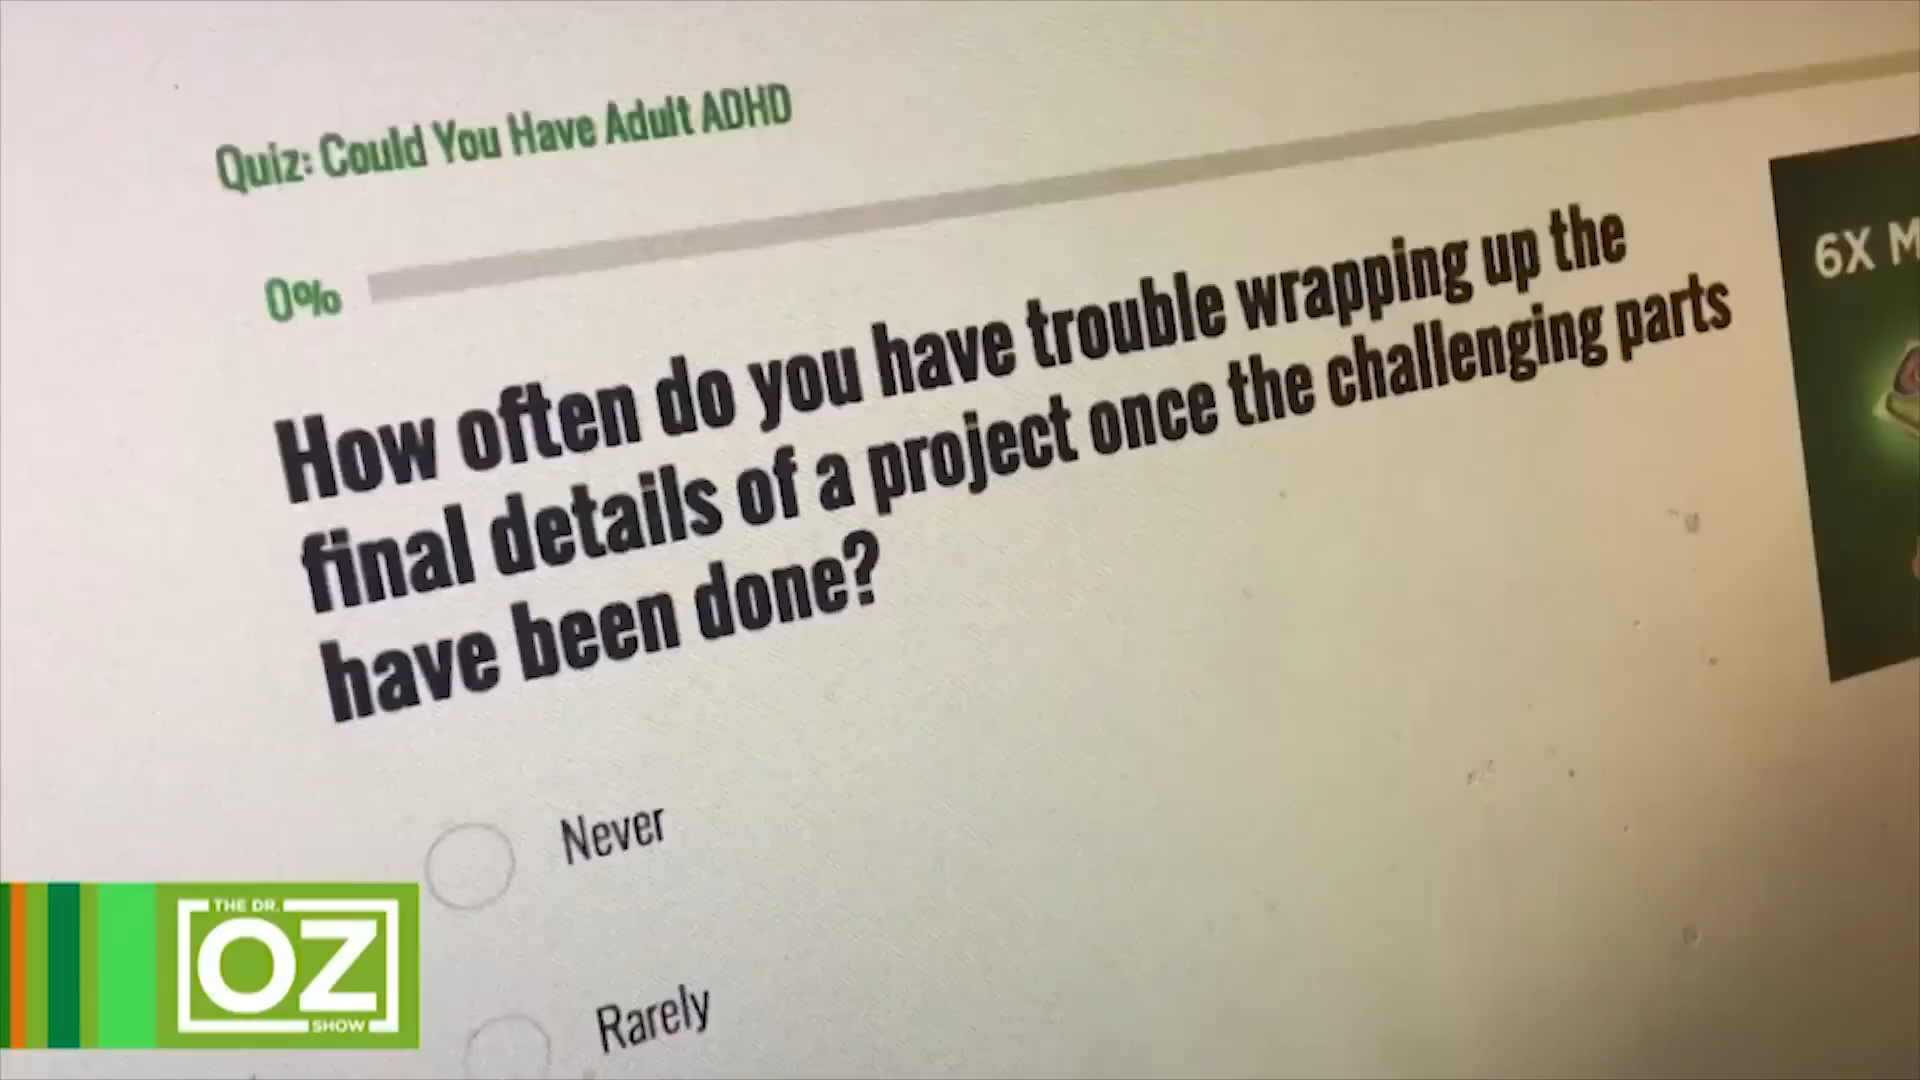 Quiz: Could You Have Adult ADHD
0%
How often do you have trouble wrapping up the
final details of a project once the challenging parts
have been done?
6X
Never
Rarely
THE DR.
OZ
SHOW